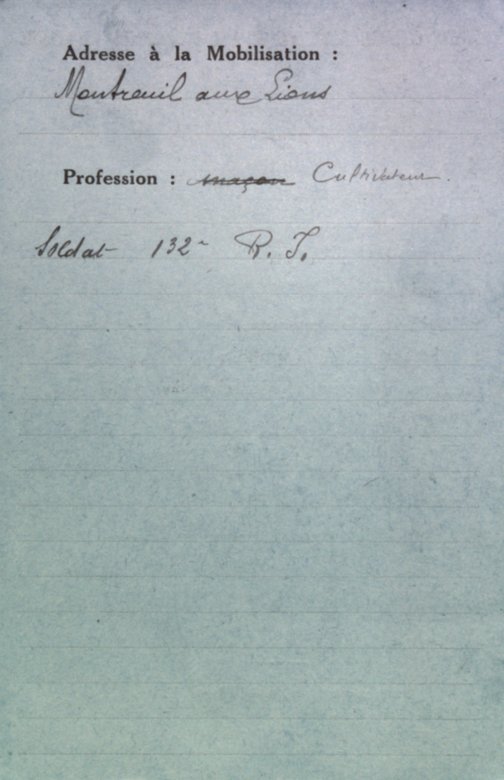 Adresse à la Mobilisation :
Montreuil aux Lions
Profession : maçon Cultivateur.
Soldat 132e R. I.